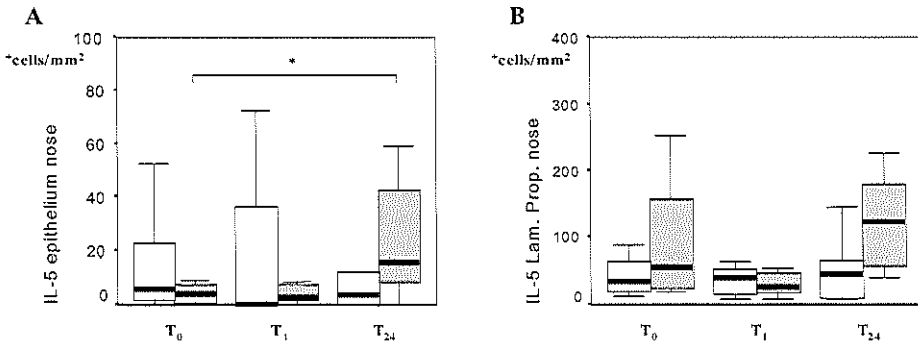 A
B
100
80
60
40
20
0
+cells/mm²
IL-5 epithelium nose
*
T₀
T₁
T₂₄
400
300
200
100
0
+cells/mm²
IL-5 Lam. Prop. nose
T₀
T₁
T₂₄